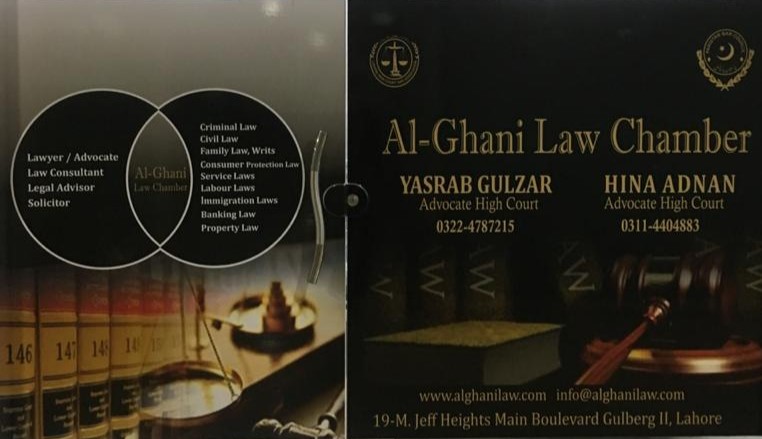 Lawyer / Advocate
Law Consultant
Legal Advisor
Solicitor
Al-Ghani
Law Chamber
Criminal Law
Civil Law
Family Law, Writs
Consumer Protection Law
Service Laws
Labour Laws
Immigration Laws
Banking Law
Property Law
146
147
148
Al-Ghani Law Chamber
YASRAB GULZAR
Advocate High Court
0322-4787215
HINA ADNAN
Advocate High Court
0311-4404883
LAW
www.alghanilaw.com info@alghanilaw.com
19-M. Jeff Heights Main Boulevard Gulberg II, Lahore